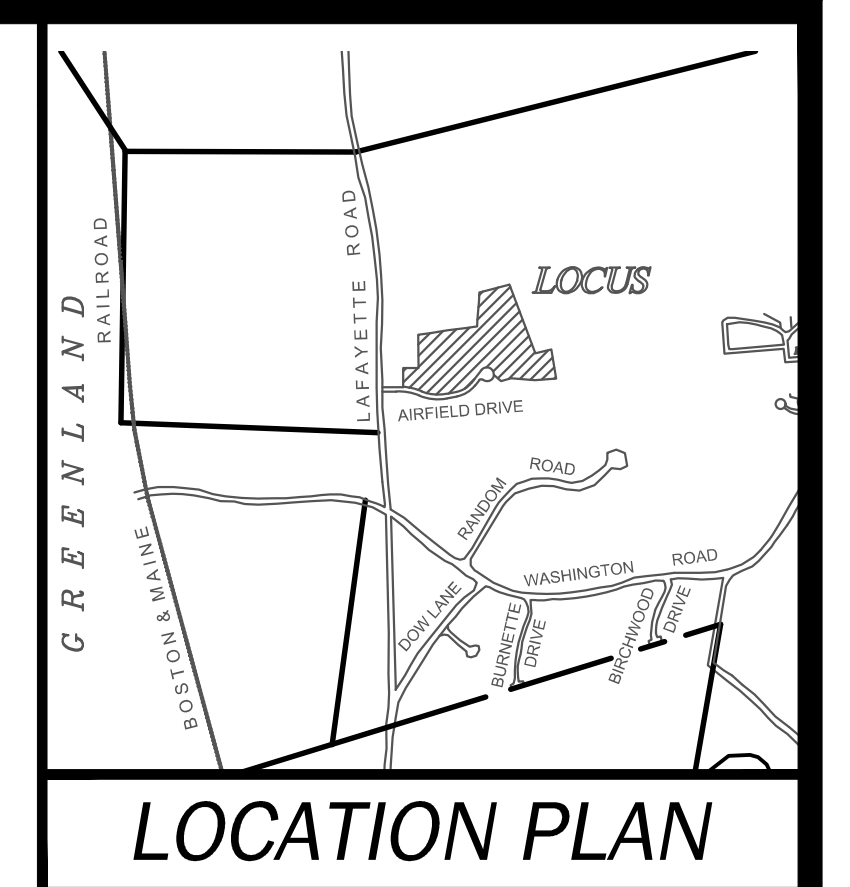 GREENLAND
RAILROAD
BOSTON & MAINE
LAFAYETTE ROAD
LOCUS
AIRFIELD DRIVE
RANDOM ROAD
WASHINGTON ROAD
DOW LANE
BURNETTE
DRIVE
BIRCHWOOD
DRIVE
LOCATION PLAN